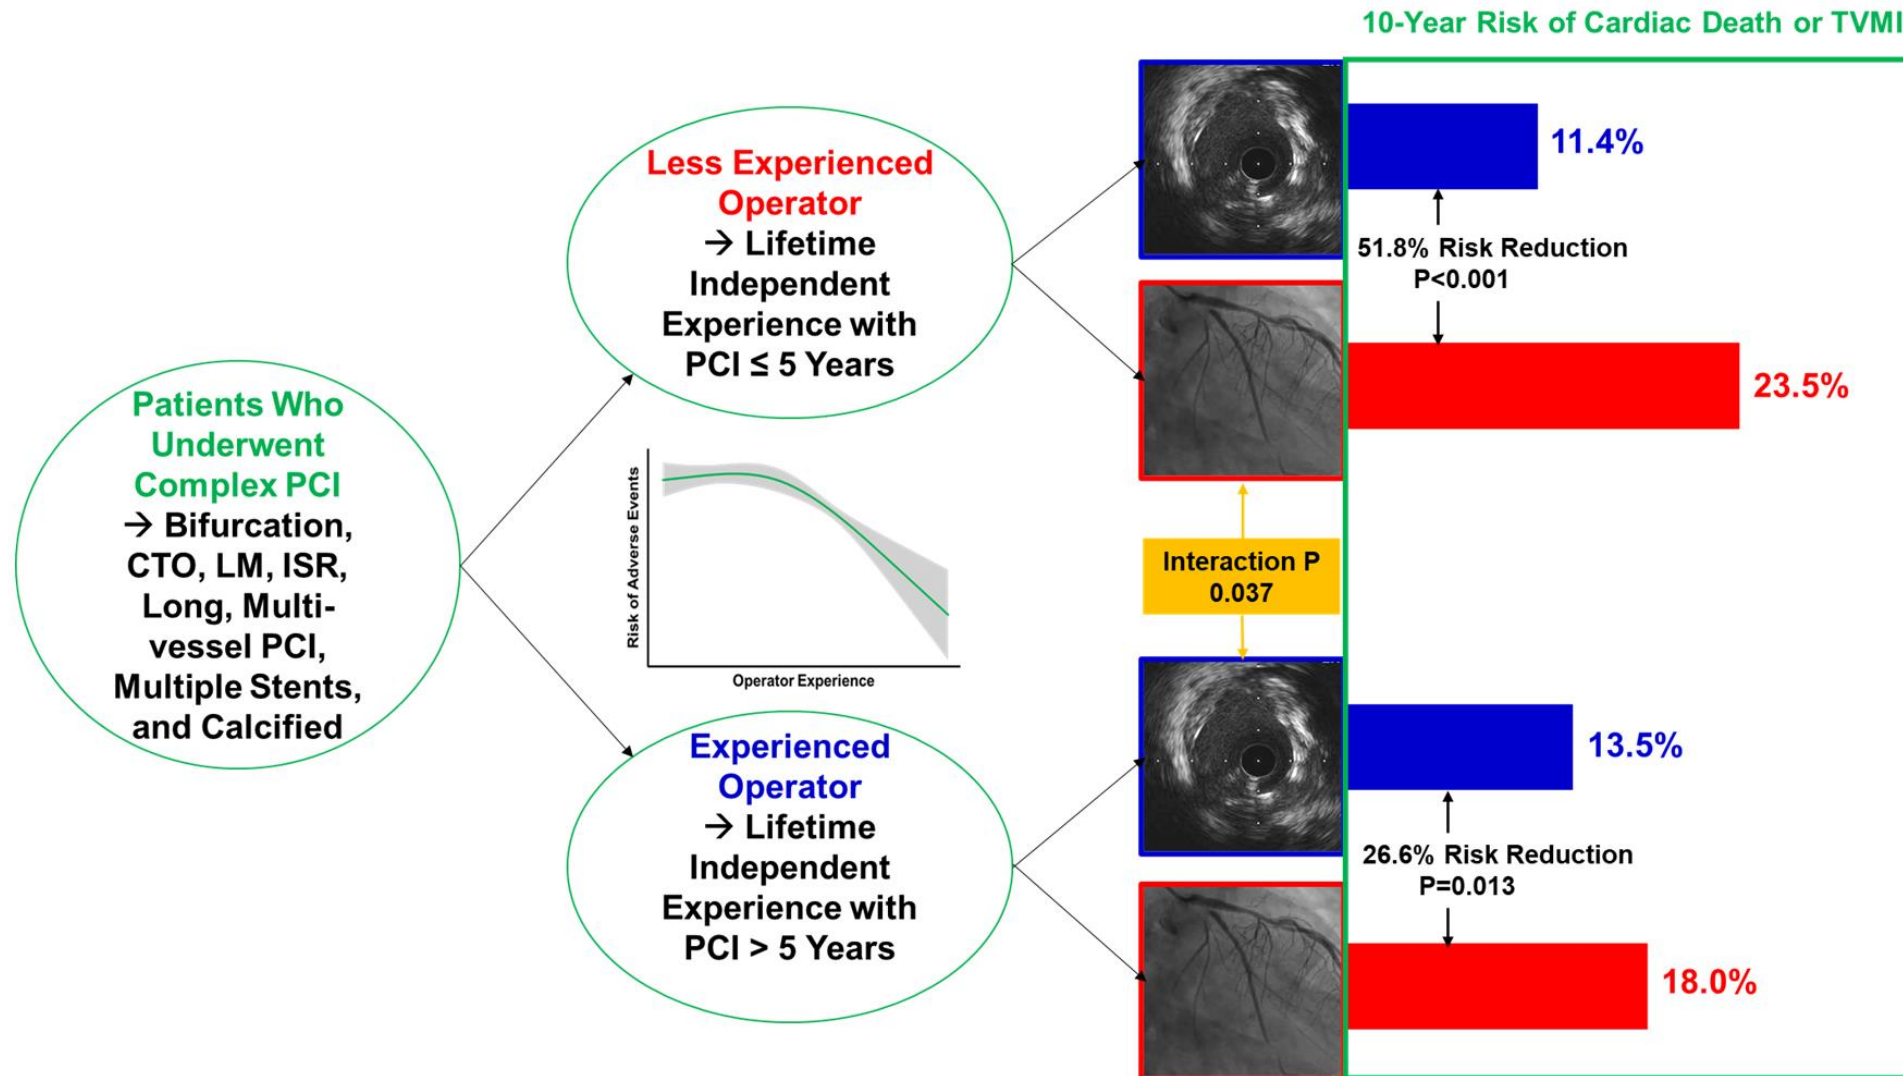 10-Year Risk of Cardiac Death or TVMI
Patients Who
Underwent
Complex PCI
→ Bifurcation,
CTO, LM, ISR,
Long, Multi-
vessel PCI,
Multiple Stents,
and Calcified
Less Experienced
Operator
→ Lifetime
Independent
Experience with
PCI ≤ 5 Years
Risk of Adverse Events
Operator Experience
Experienced
Operator
→ Lifetime
Independent
Experience with
PCI > 5 Years
11.4%
51.8% Risk Reduction
P<0.001
23.5%
Interaction P
0.037
13.5%
26.6% Risk Reduction
P=0.013
18.0%